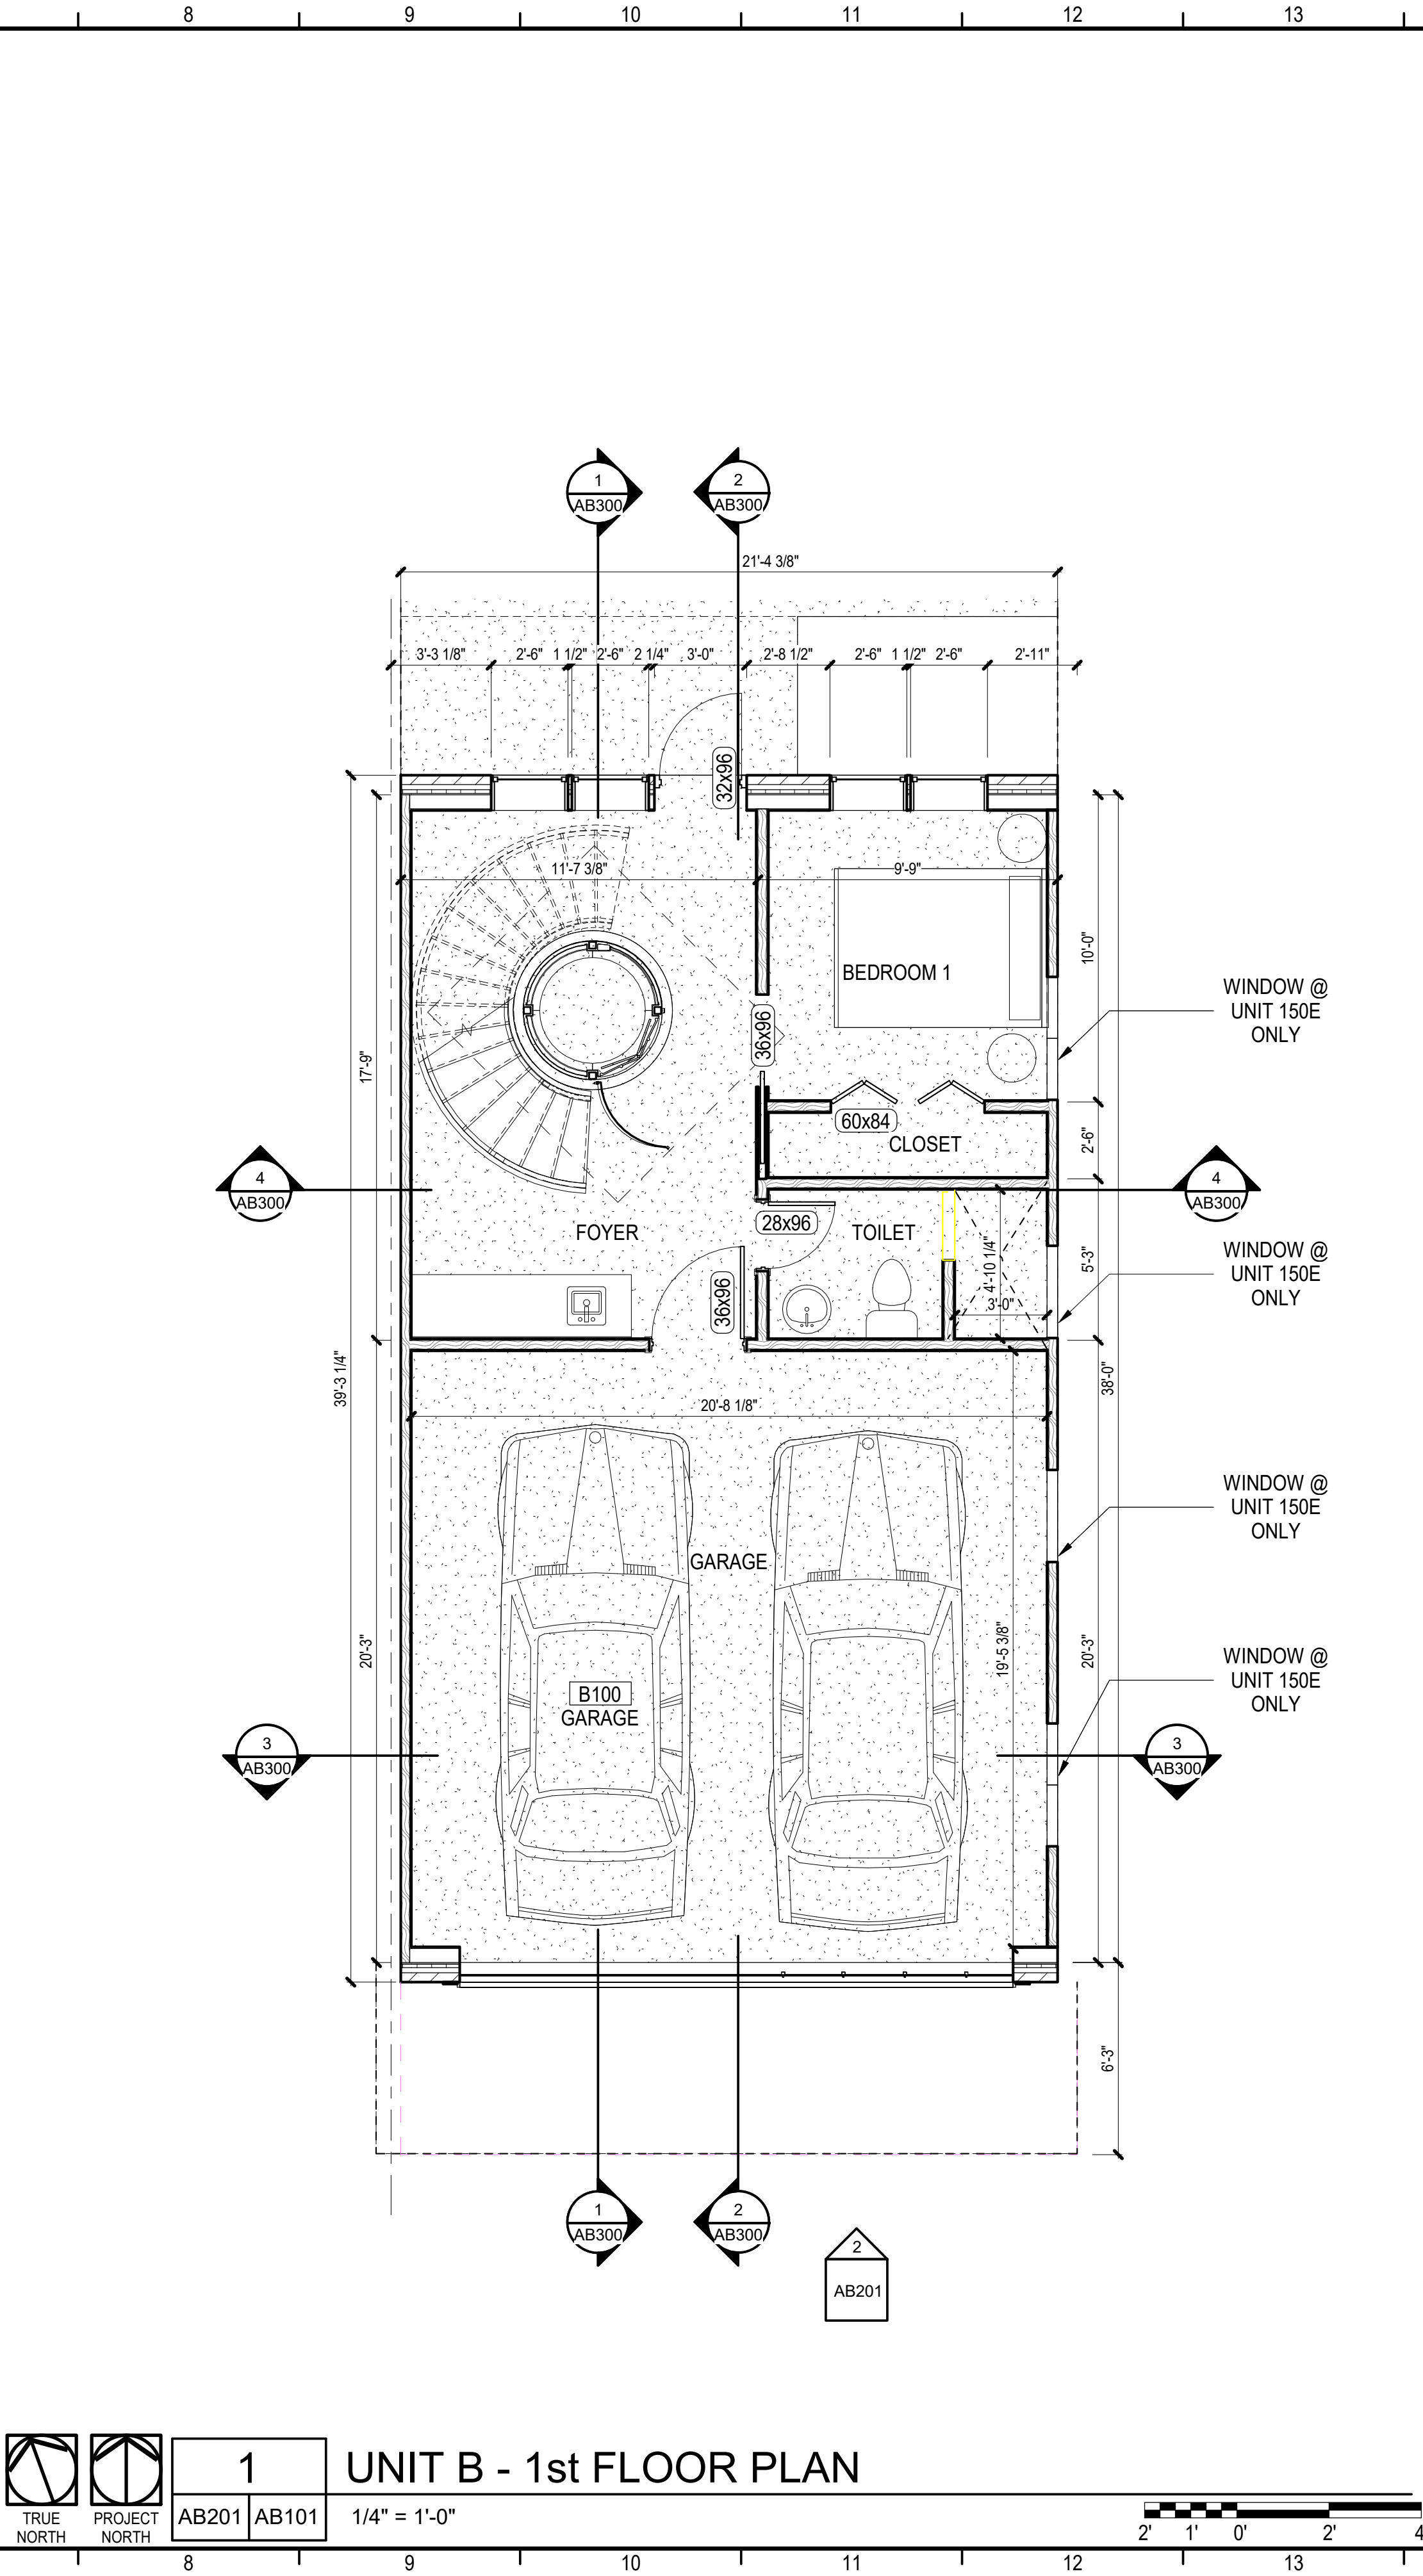 8 9 10 11 12 13
1 2
AB300 AB300
21'-4 3/8"
3'-3 1/8" 2'-6" 1 1/2" 2'-6" 2 1/4" 3'-0" 2'-8 1/2" 2'-6" 1 1/2" 2'-6" 2'-11"
32x96
11'-7 3/8" 9'-9"
10'-0"
BEDROOM 1
WINDOW @
UNIT 150E
ONLY
17'-9"
36x96
60x84
CLOSET
2'-6"
4 4
AB300 AB300
28x96
FOYER
TOILET
4'-10 1/4"
5'-3"
WINDOW @
UNIT 150E
ONLY
36x96
3'-0"
39'-3 1/4"
38'-0"
20'-8 1/8"
WINDOW @
UNIT 150E
ONLY
GARAGE
20'-3"
19'-5 3/8"
20'-3"
WINDOW @
UNIT 150E
ONLY
B100
GARAGE
3 3
AB300 AB300
6'-3"
1 2
AB300 AB300
2
AB201
1
UNIT B - 1st FLOOR PLAN
TRUE
NORTH
PROJECT
NORTH
AB201 AB101
1/4" = 1'-0"
2' 1' 0' 2' 4
8 9 10 11 12 13